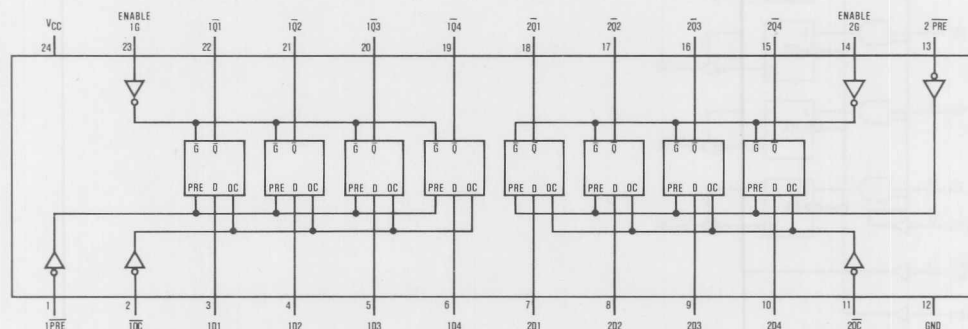 ENABLE ENABLE
VCC 1G 1Q̅1 1Q̅2 1Q̅3 1Q̅4 2Q̅1 2Q̅2 2Q̅3 2Q̅4 2G 2 P̅R̅E̅
24 23 22 21 20 19 18 17 16 15 14 13
G̅ Q̅ G̅ Q̅ G̅ Q̅ G̅ Q̅ G̅ Q̅ G̅ Q̅ G̅ Q̅ G̅ Q̅
PRE D OC PRE D OC PRE D OC PRE D OC PRE D OC PRE D OC PRE D OC PRE D OC
1 2 3 4 5 6 7 8 9 10 11 12
1P̅R̅E̅ 1O̅C̅ 1D1 1D2 1D3 1D4 2D1 2D2 2D3 2D4 2O̅C̅ GND